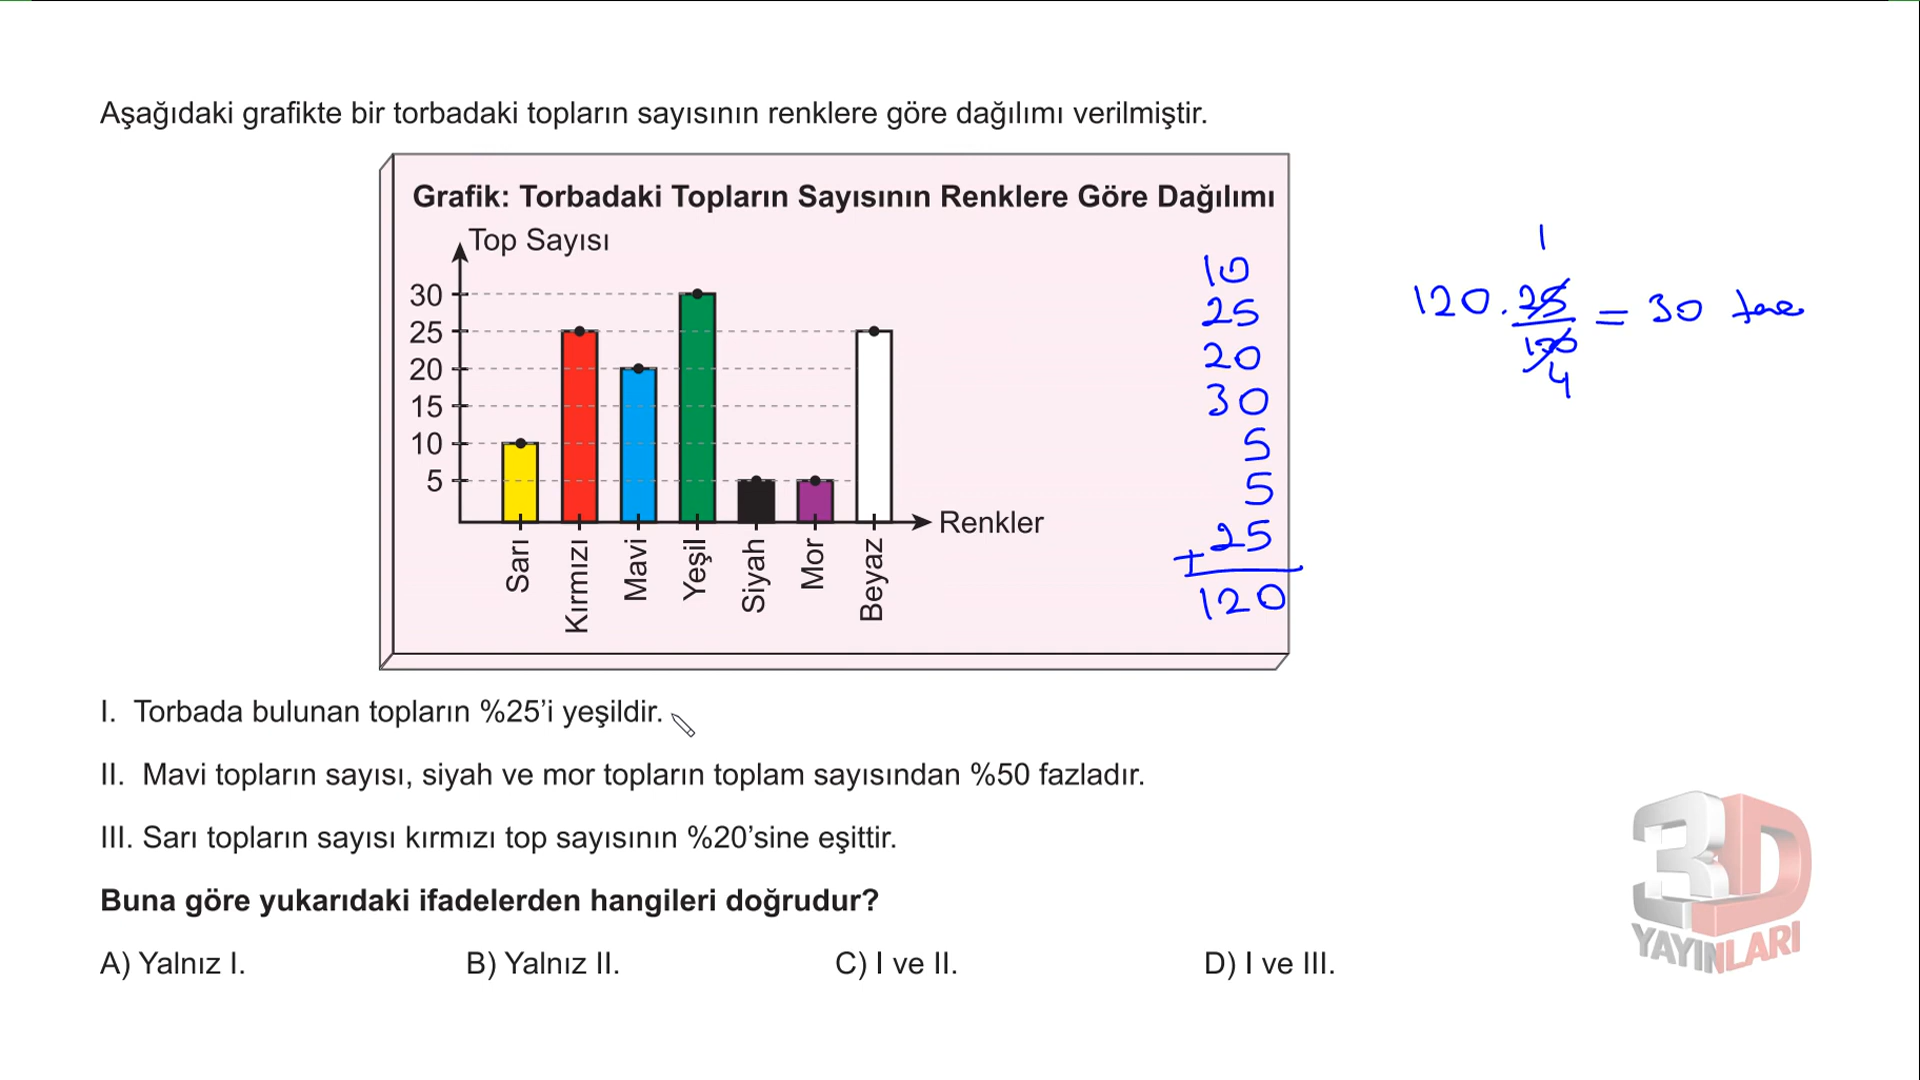 Aşağıdaki grafikte bir torbadaki topların sayısının renklere göre dağılımı verilmiştir.
Grafik: Torbadaki Topların Sayısının Renklere Göre Dağılımı
Top Sayısı
30
25
20
15
10
5
Renkler
Sarı
Kırmızı
Mavi
Yeşil
Siyah
Mor
Beyaz
10
25
20
30
5
5
+ 25
120
1
120 . 25 = 30 tane
100
4
I. Torbada bulunan topların %25’i yeşildir.
II. Mavi topların sayısı, siyah ve mor topların toplam sayısından %50 fazladır.
III. Sarı topların sayısı kırmızı top sayısının %20’sine eşittir.
Buna göre yukarıdaki ifadelerden hangileri doğrudur?
A) Yalnız I.
B) Yalnız II.
C) I ve II.
D) I ve III.
3D
YAYINLARI